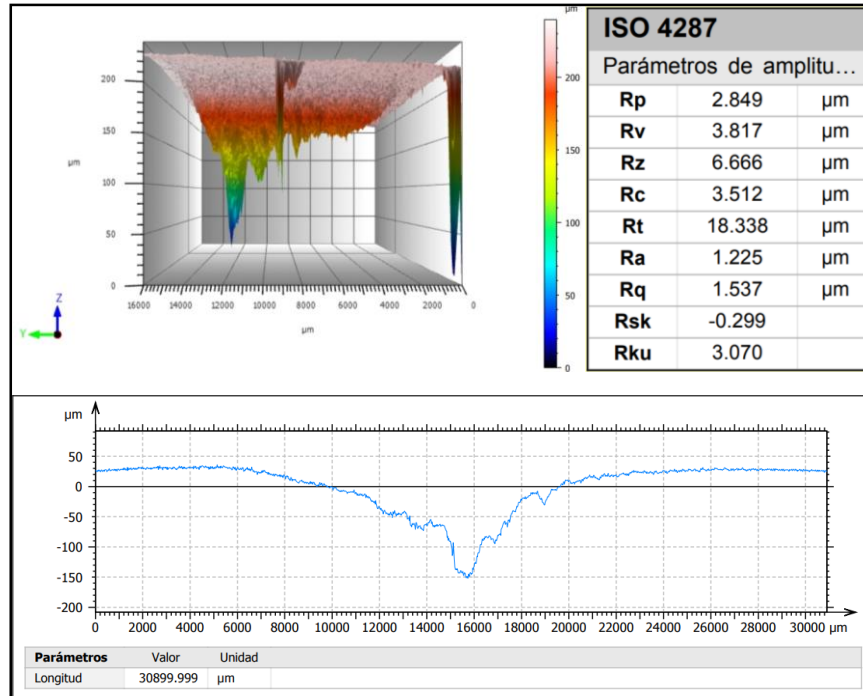 ISO 4287
Parámetros de amplitu...
Rp 2.849 µm
Rv 3.817 µm
Rz 6.666 µm
Rc 3.512 µm
Rt 18.338 µm
Ra 1.225 µm
Rq 1.537 µm
Rsk -0.299
Rku 3.070
µm
200
150
100
50
0
µm
16000 14000 12000 10000 8000 6000 4000 2000 0
µm
Z
Y
µm
200
150
100
50
0
µm
50
0
-50
-100
-150
-200
0 2000 4000 6000 8000 10000 12000 14000 16000 18000 20000 22000 24000 26000 28000 30000 µm
Parámetros Valor Unidad
Longitud 30899.999 µm